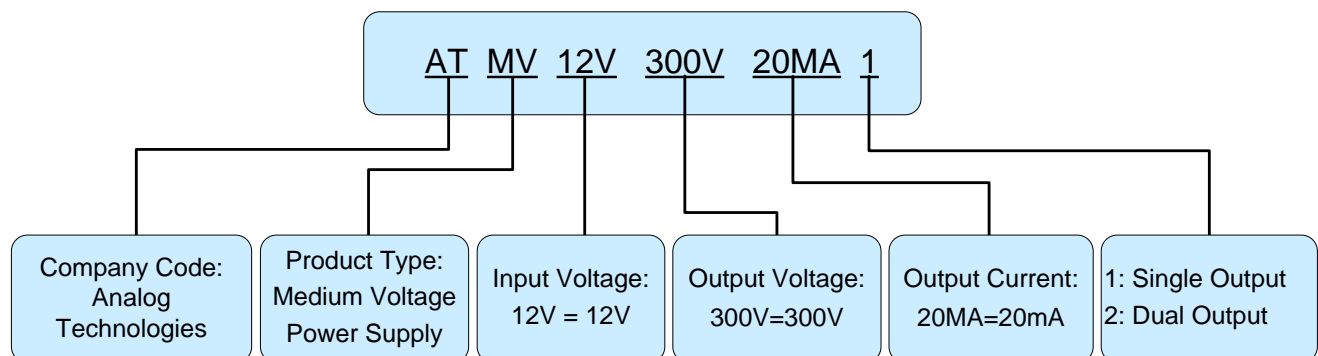 AT MV 12V 300V 20MA 1
Company Code:
Analog
Technologies
Product Type:
Medium Voltage
Power Supply
Input Voltage:
12V = 12V
Output Voltage:
300V=300V
Output Current:
20MA=20mA
1: Single Output
2: Dual Output